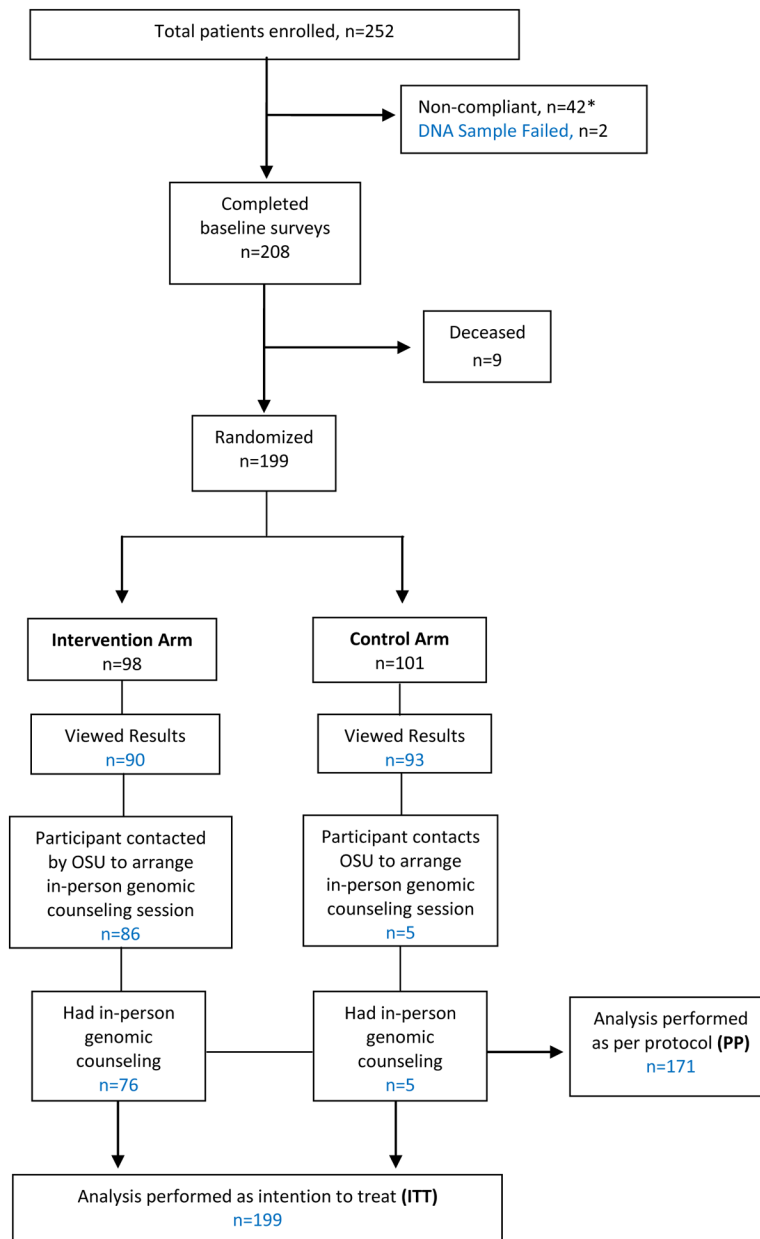 Total patients enrolled, n=252
Non-compliant, n=42*
DNA Sample Failed, n=2
Completed
baseline surveys
n=208
Deceased
n=9
Randomized
n=199
Intervention Arm
n=98
Control Arm
n=101
Viewed Results
n=90
Viewed Results
n=93
Participant contacted
by OSU to arrange
in-person genomic
counseling session
n=86
Participant contacts
OSU to arrange
in-person genomic
counseling session
n=5
Had in-person
genomic
counseling
n=76
Had in-person
genomic
counseling
n=5
Analysis performed
as per protocol (PP)
n=171
Analysis performed as intention to treat (ITT)
n=199